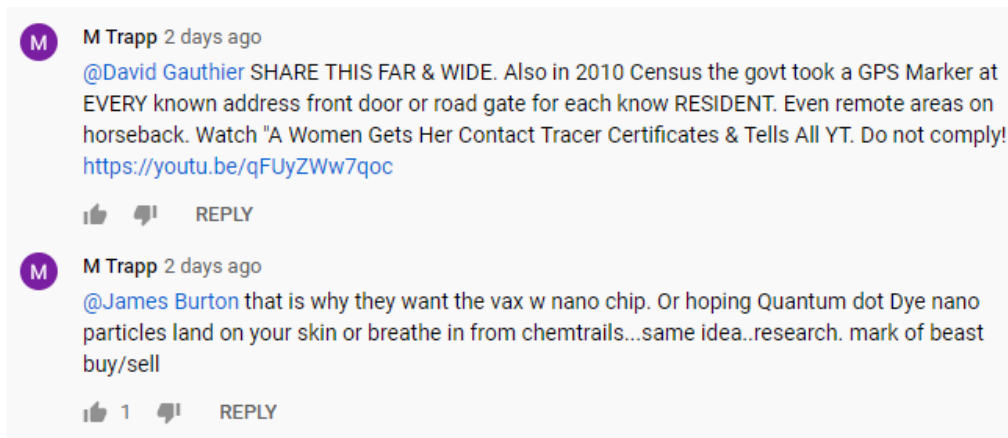 M
M Trapp 2 days ago
@David Gauthier SHARE THIS FAR & WIDE. Also in 2010 Census the govt took a GPS Marker at
EVERY known address front door or road gate for each know RESIDENT. Even remote areas on
horseback. Watch "A Women Gets Her Contact Tracer Certificates & Tells All YT. Do not comply!
https://youtu.be/qFUyZWw7qoc
REPLY
M
M Trapp 2 days ago
@James Burton that is why they want the vax w nano chip. Or hoping Quantum dot Dye nano
particles land on your skin or breathe in from chemtrails...same idea..research. mark of beast
buy/sell
1 REPLY